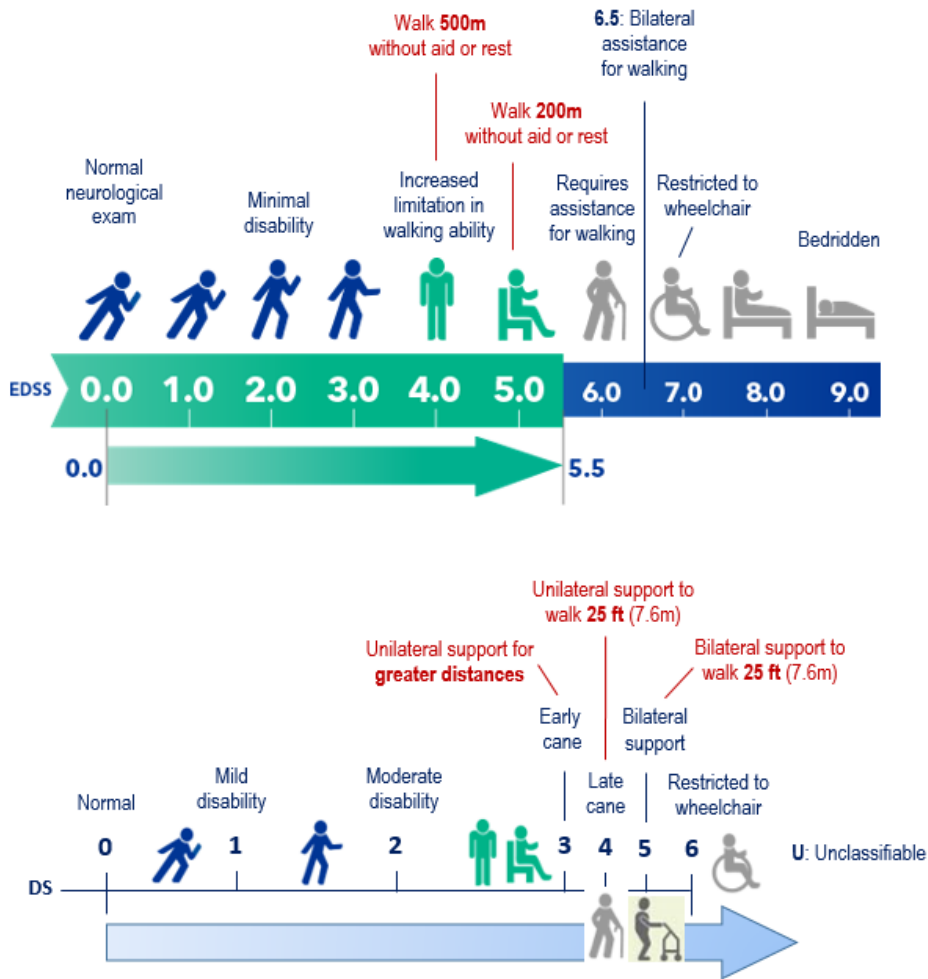 Walk 500m
without aid or rest
6.5: Bilateral
assistance
for walking
Walk 200m
without aid or rest
Normal
neurological
exam
Minimal
disability
Increased
limitation in
walking ability
Requires
assistance
for walking
Restricted to
wheelchair
Bedridden
EDSS 0.0 1.0 2.0 3.0 4.0 5.0 6.0 7.0 8.0 9.0
0.0 5.5
Unilateral support to
walk 25 ft (7.6m)
Unilateral support for
greater distances
Bilateral support to
walk 25 ft (7.6m)
Early
cane
Bilateral
support
Normal
Mild
disability
Moderate
disability
Late
cane
Restricted to
wheelchair
0 1 2 3 4 5 6
U: Unclassifiable
DS